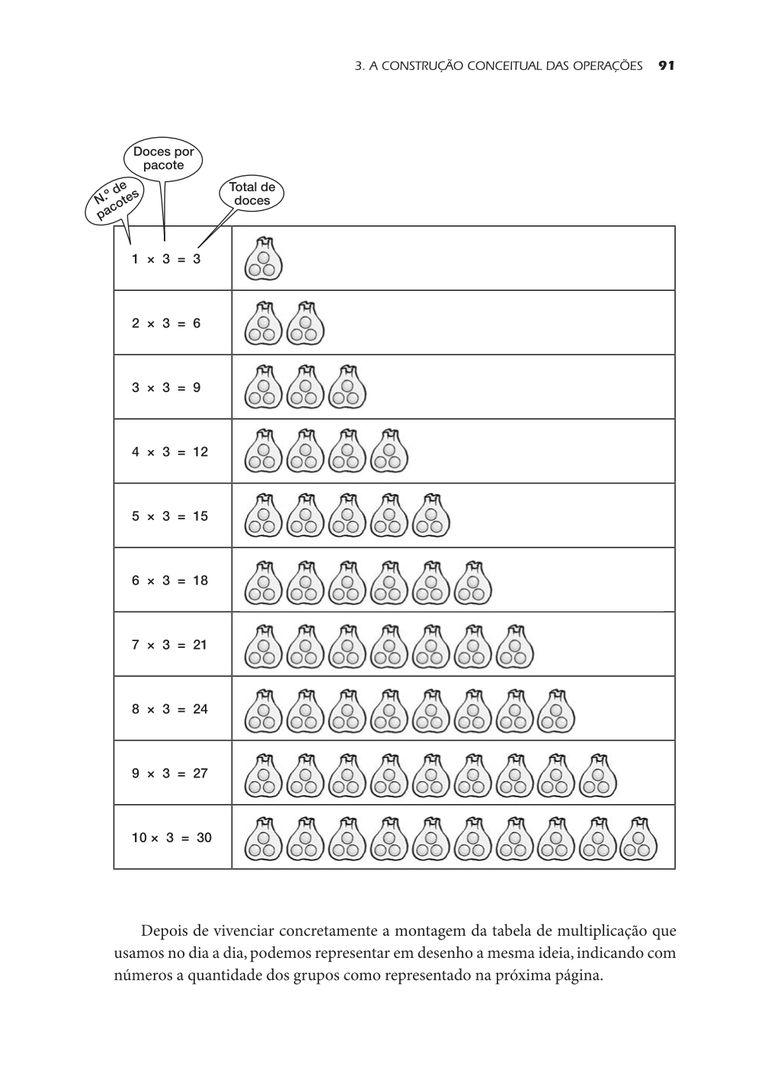 3. A CONSTRUÇÃO CONCEITUAL DAS OPERAÇÕES 91
Doces por
pacote
N.º de
pacotes
Total de
doces
1 × 3 = 3
2 × 3 = 6
3 × 3 = 9
4 × 3 = 12
5 × 3 = 15
6 × 3 = 18
7 × 3 = 21
8 × 3 = 24
9 × 3 = 27
10 × 3 = 30
Depois de vivenciar concretamente a montagem da tabela de multiplicação que
usamos no dia a dia, podemos representar em desenho a mesma ideia, indicando com
números a quantidade dos grupos como representado na próxima página.